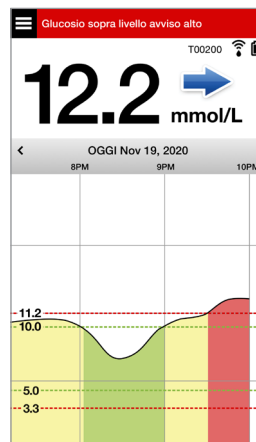 Glucosio sopra livello avviso alto
T00200
12.2 mmol/L
< OGGI Nov 19, 2020
8PM 9PM 10PM
11.2
10.0
5.0
3.3